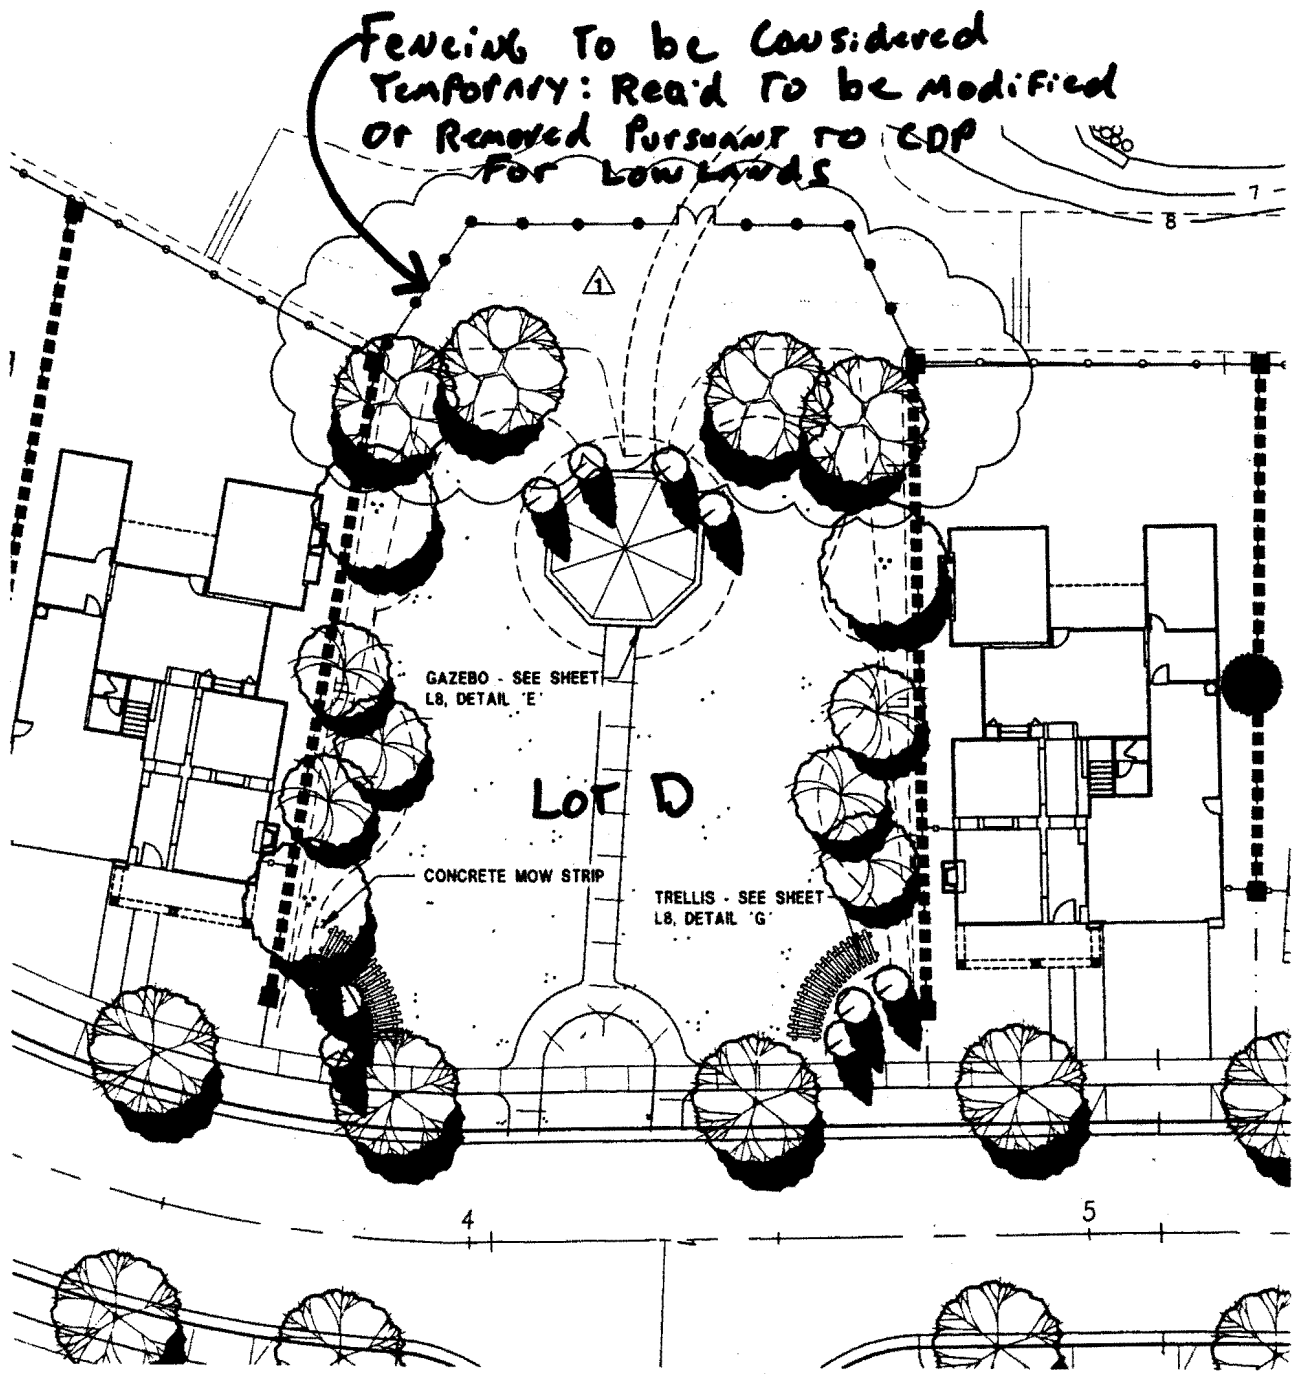 Fencing To be Considered
Temporary: Req'd To be Modified
Or Removed Pursuant To CDP
For Lowlands
7
8
1
GAZEBO - SEE SHEET
L8, DETAIL 'E'
Lot D
CONCRETE MOW STRIP
TRELLIS - SEE SHEET
L8, DETAIL 'G'
4
5